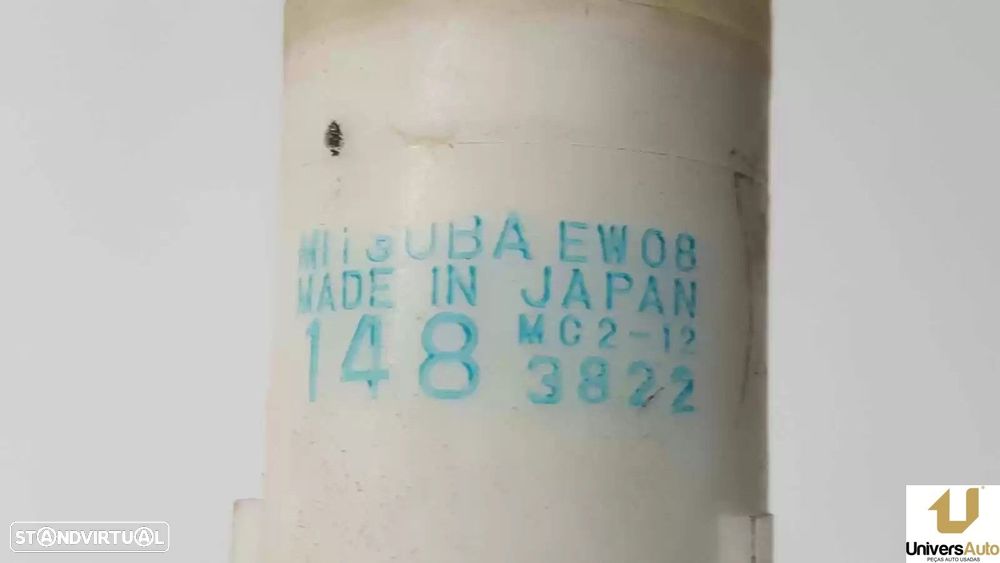 MITSUBA EW08
MADE IN JAPAN
148 MC2-12
3822
STANDVIRTUAL
UniversAuto
PEÇAS AUTO USADAS